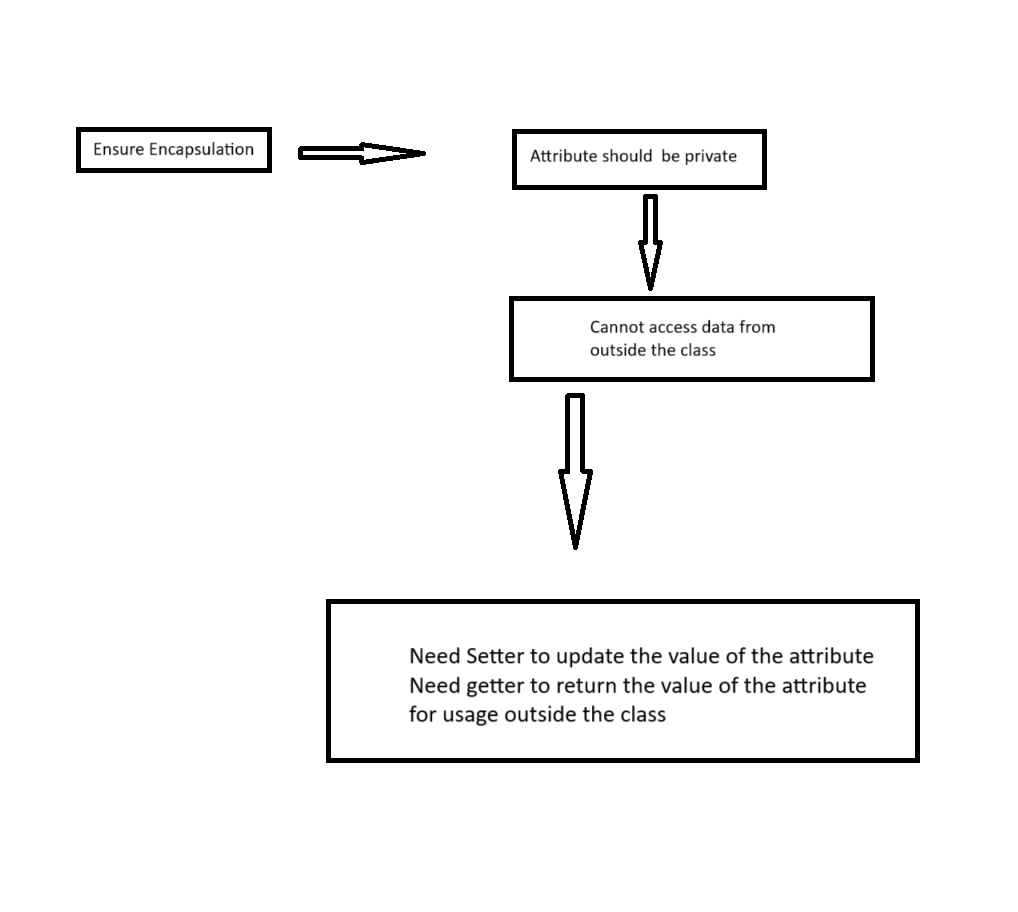 Ensure Encapsulation
Attribute should  be private
Cannot access data from
outside the class
Need Setter to update the value of the attribute
Need getter to return the value of the attribute
for usage outside the class